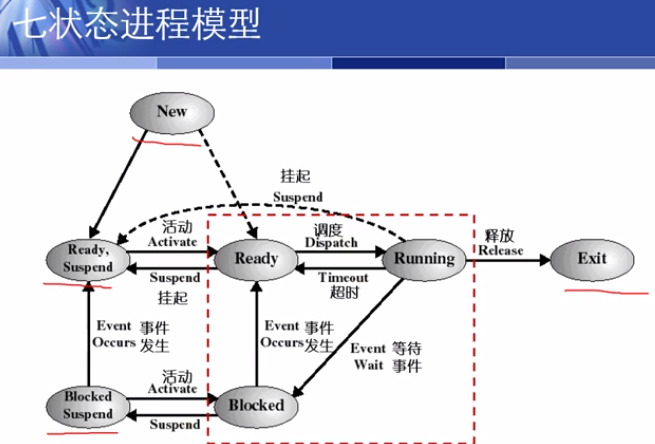 七状态进程模型
New
挂起
Suspend
活动
Activate
调度
Dispatch
释放
Release
Ready,
Suspend
Ready
Running
Exit
Suspend
挂起
Timeout
超时
Event 事件
Occurs 发生
Event 事件
Occurs 发生
Event 等待
Wait 事件
活动
Activate
Blocked
Suspend
Blocked
Suspend